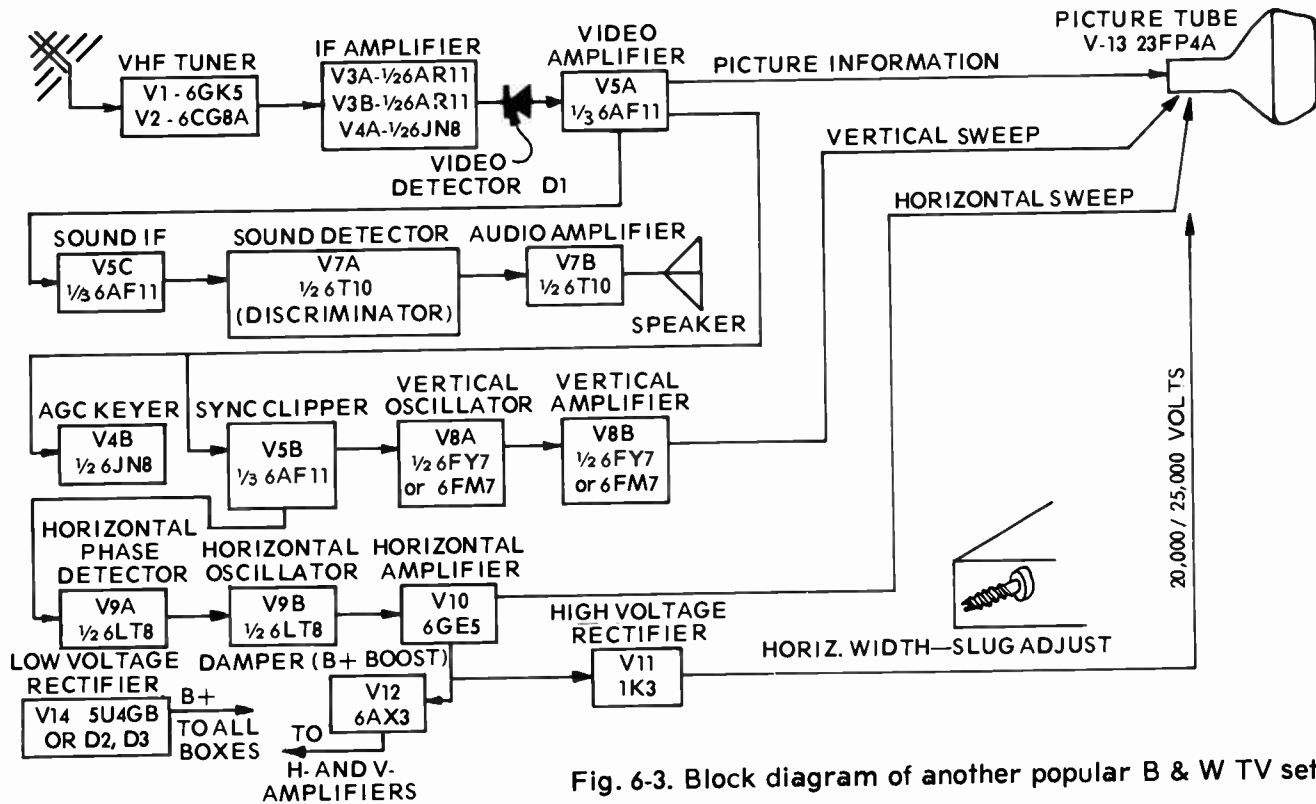 VHF TUNER
V1 - 6GK5
V2 - 6CG8A
IF AMPLIFIER
V3A-½6AR11
V3B-½6AR11
V4A-½6JN8
VIDEO
DETECTOR D1
VIDEO
AMPLIFIER
V5A
⅓ 6AF11
PICTURE INFORMATION
PICTURE TUBE
V-13 23FP4A
VERTICAL SWEEP
HORIZONTAL SWEEP
SOUND IF
V5C
⅓ 6AF11
SOUND DETECTOR
V7A
½ 6T10
(DISCRIMINATOR)
AUDIO AMPLIFIER
V7B
½ 6T10
SPEAKER
AGC KEYER
V4B
½ 6JN8
SYNC CLIPPER
V5B
⅓ 6AF11
VERTICAL
OSCILLATOR
V8A
½ 6FY7
or 6FM7
VERTICAL
AMPLIFIER
V8B
½ 6FY7
or 6FM7
20,000 / 25,000 VOLTS
HORIZONTAL
PHASE
DETECTOR
V9A
½ 6LT8
HORIZONTAL
OSCILLATOR
V9B
½ 6LT8
HORIZONTAL
AMPLIFIER
V10
6GE5
HIGH VOLTAGE
RECTIFIER
V11
1K3
HORIZ. WIDTH—SLUG ADJUST
LOW VOLTAGE
RECTIFIER
V14 5U4GB
OR D2, D3
B+
TO ALL
BOXES
DAMPER (B+ BOOST)
V12
6AX3
TO
H- AND V-
AMPLIFIERS
Fig. 6-3. Block diagram of another popular B & W TV set